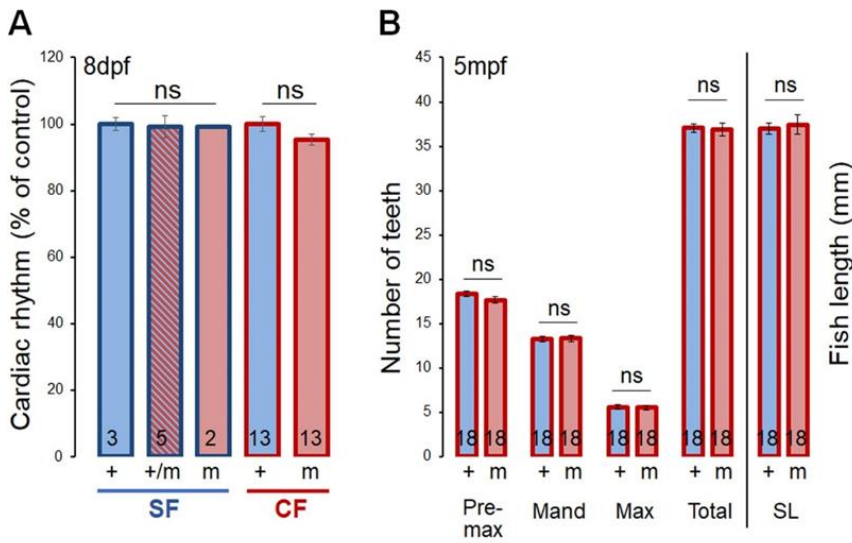 A
8dpf
Cardiac rhythm (% of control)
120
100
80
60
40
20
0
ns
ns
3
5
2
13
13
+
+/m
m
+
m
SF
CF
B
5mpf
Number of teeth
45
40
35
30
25
20
15
10
5
0
ns
ns
ns
ns
ns
18
18
18
18
18
18
18
18
18
18
+ m
+ m
+ m
+ m
+ m
Pre-
max
Mand
Max
Total
SL
Fish length (mm)